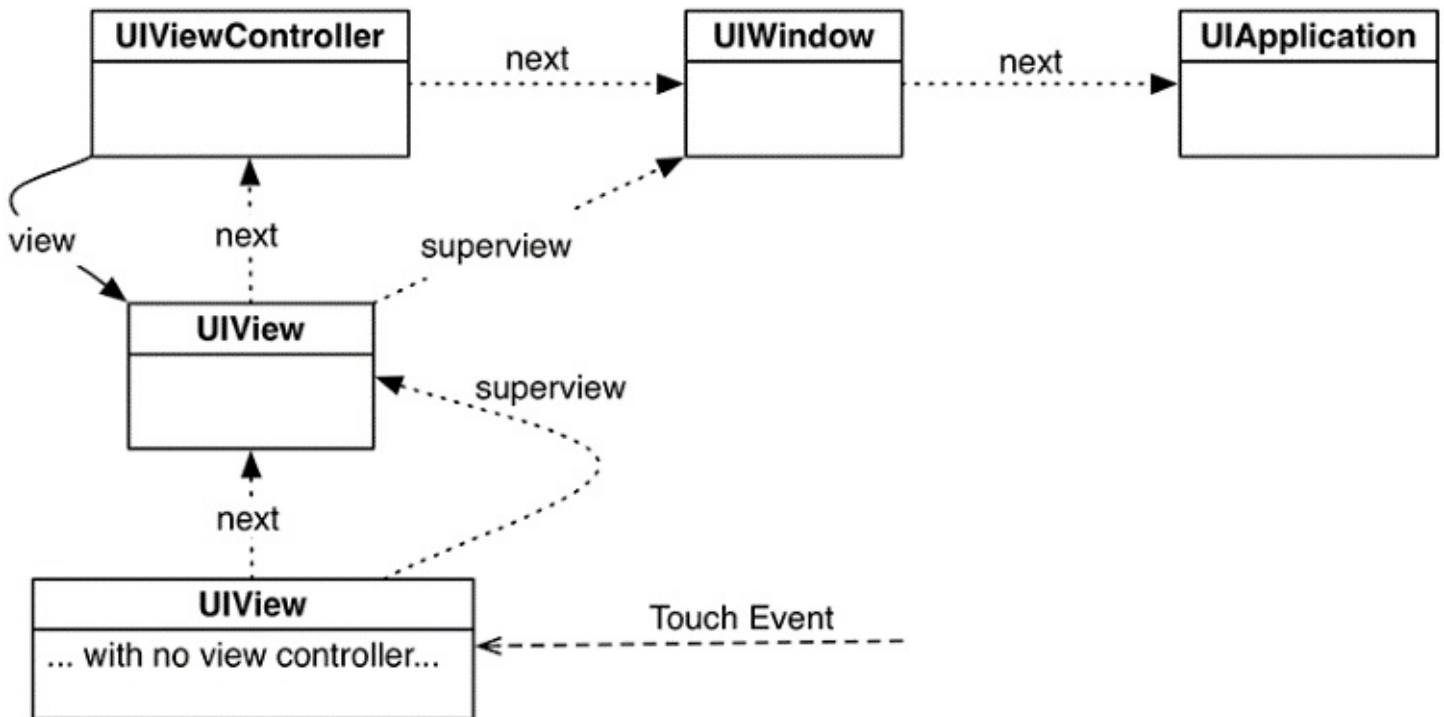 UIViewController
next
UIWindow
next
UIApplication
view
next
superview
UIView
superview
next
UIView
... with no view controller...
Touch Event